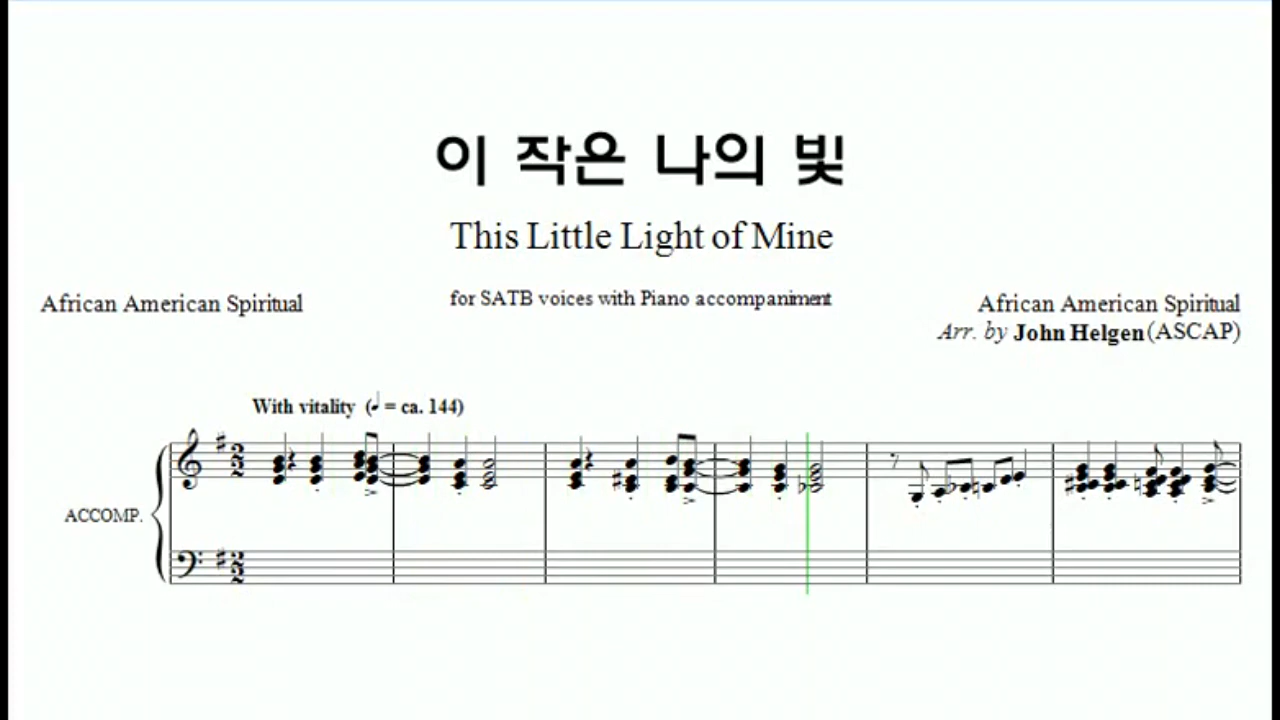 이 작은 나의 빛
This Little Light of Mine
African American Spiritual
for SATB voices with Piano accompaniment
African American Spiritual
Arr. by John Helgen (ASCAP)
With vitality (♩ = ca. 144)
ACCOMP.